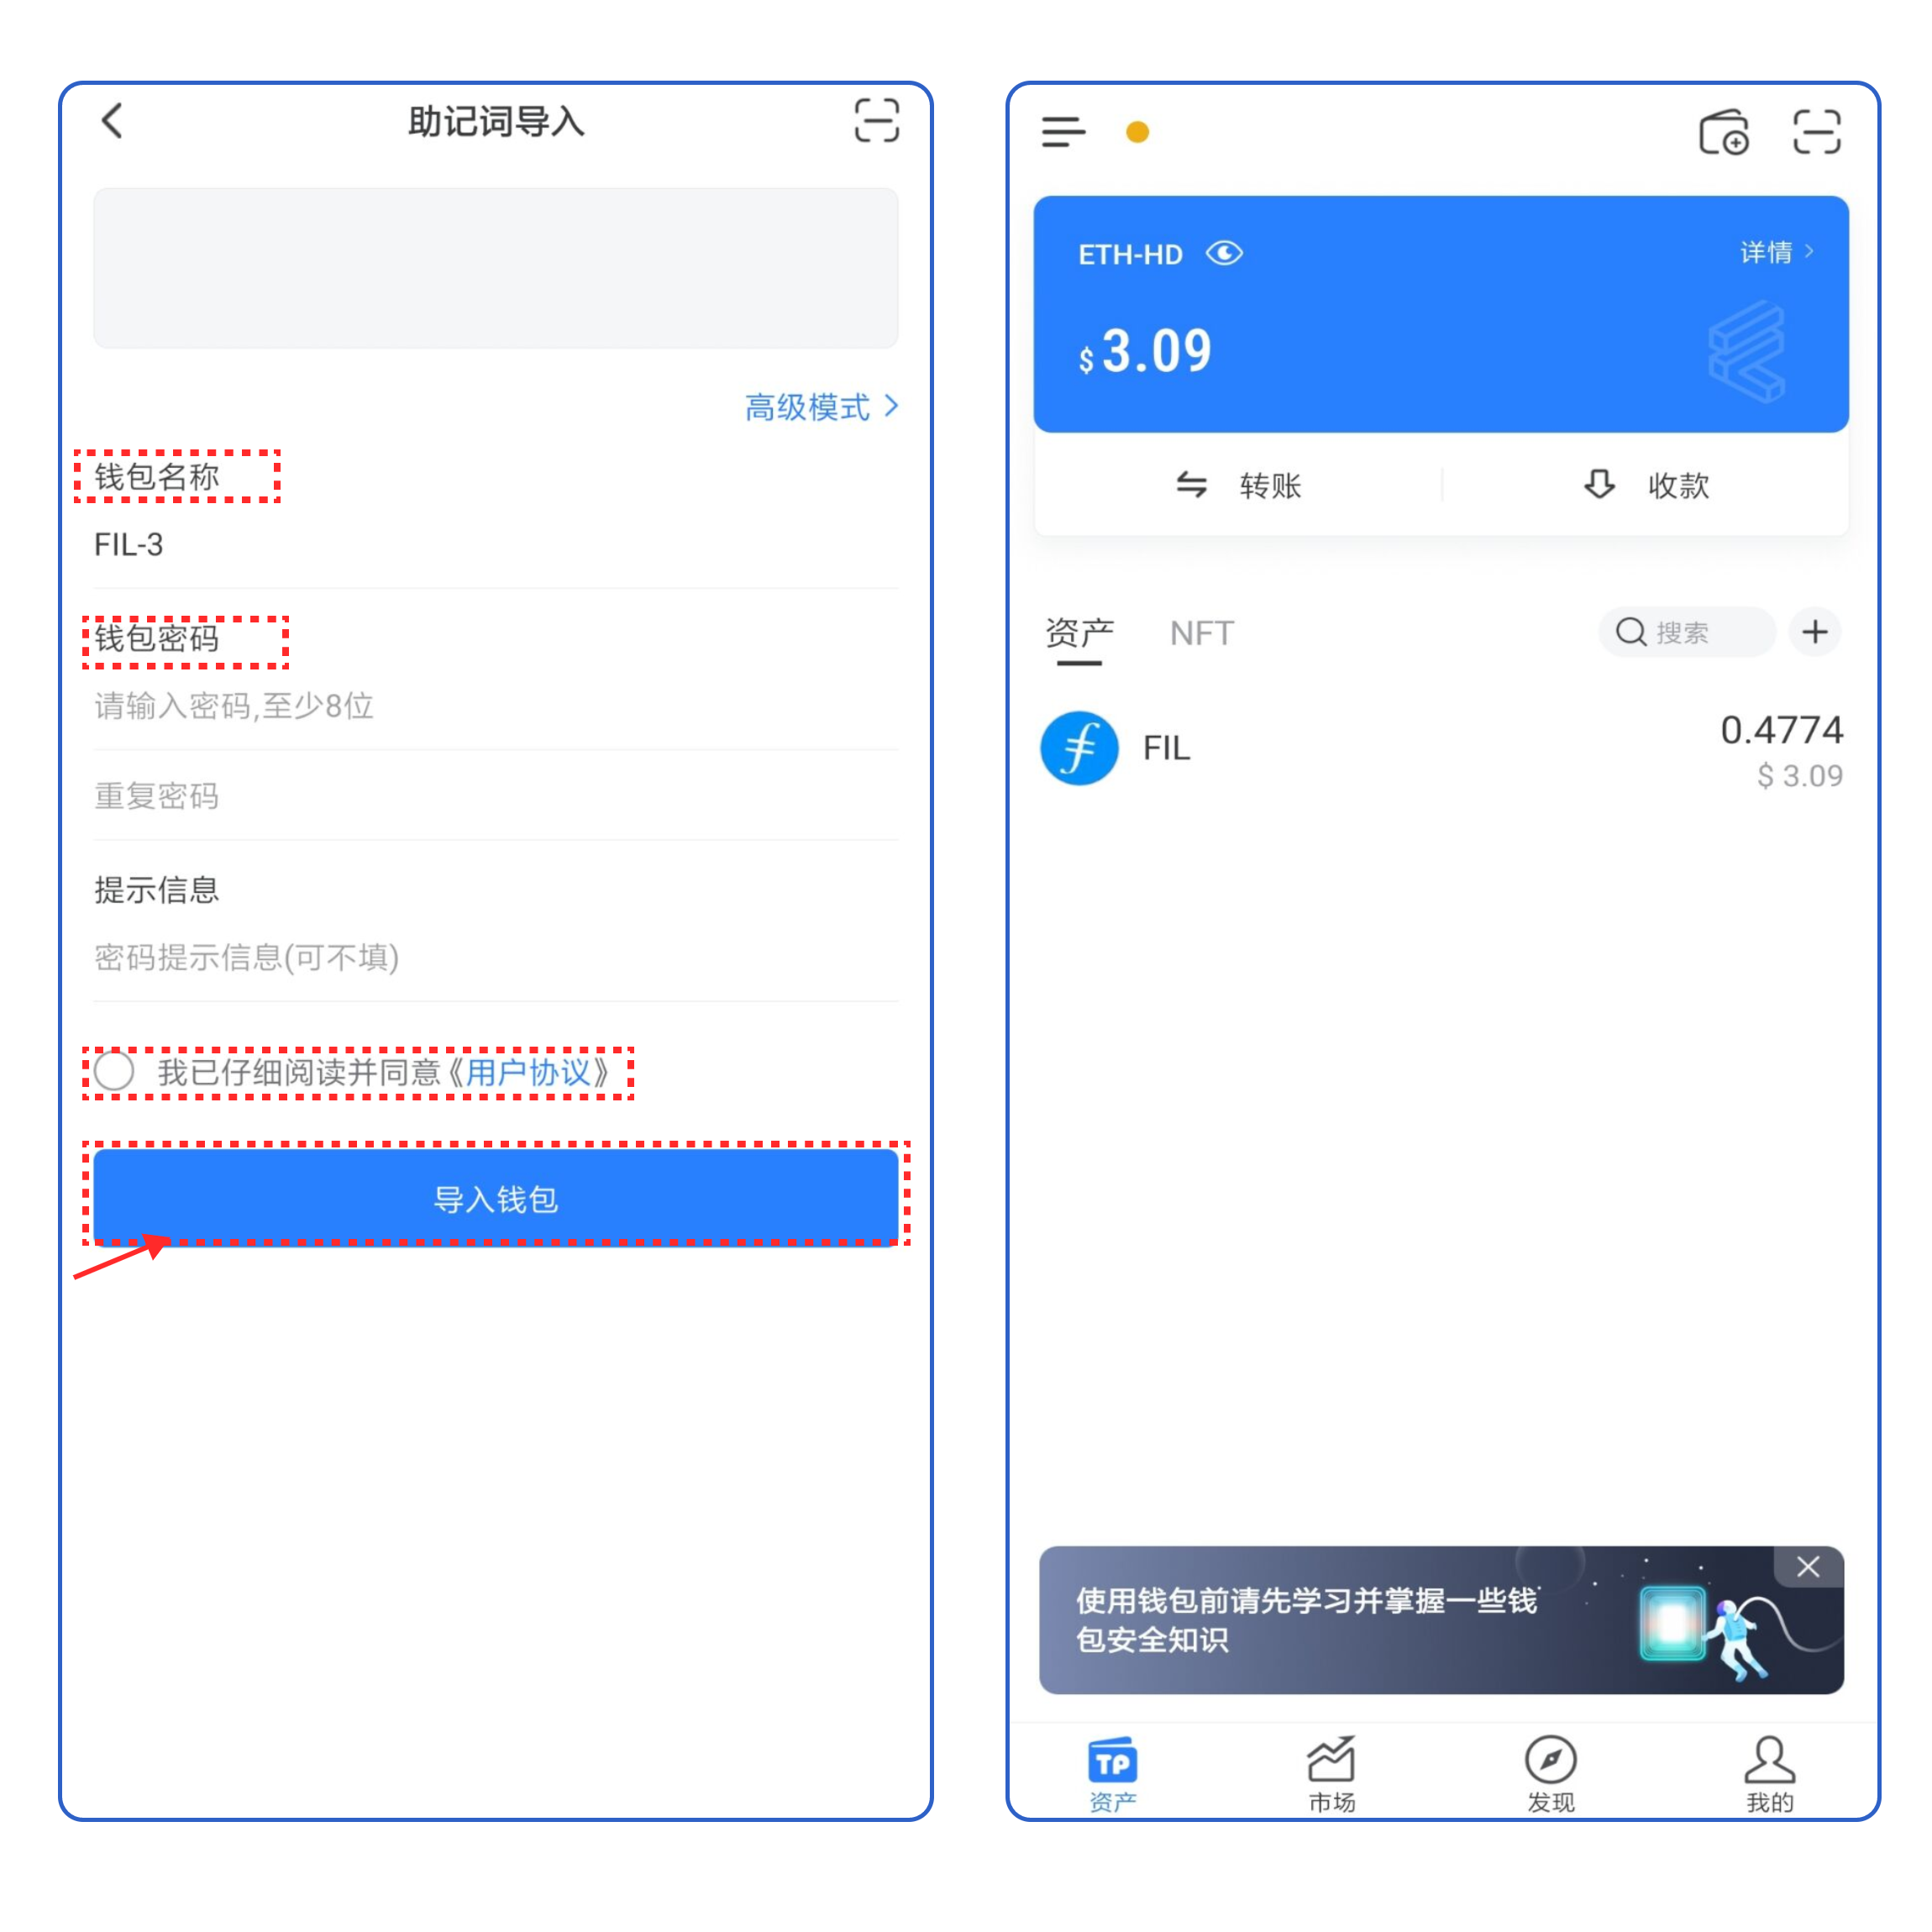 助记词导入
高级模式
钱包名称
FIL-3
钱包密码
请输入密码,至少8位
重复密码
提示信息
密码提示信息(可不填)
我已仔细阅读并同意《用户协议》
导入钱包
ETH-HD
详情
$ 3.09
转账
收款
资产
NFT
搜索
FIL
0.4774
$ 3.09
使用钱包前请先学习并掌握一些钱
包安全知识
TP
资产
市场
发现
我的